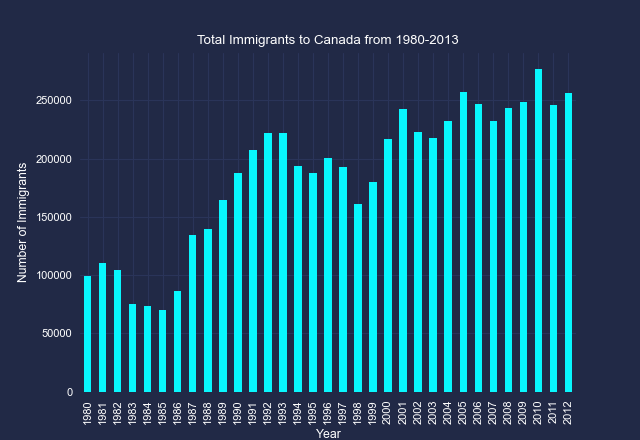 Total Immigrants to Canada from 1980-2013
Number of Immigrants
250000
200000
150000
100000
50000
0
1980 1981 1982 1983 1984 1985 1986 1987 1988 1989 1990 1991 1992 1993 1994 1995 1996 1997 1998 1999 2000 2001 2002 2003 2004 2005 2006 2007 2008 2009 2010 2011 2012
Year